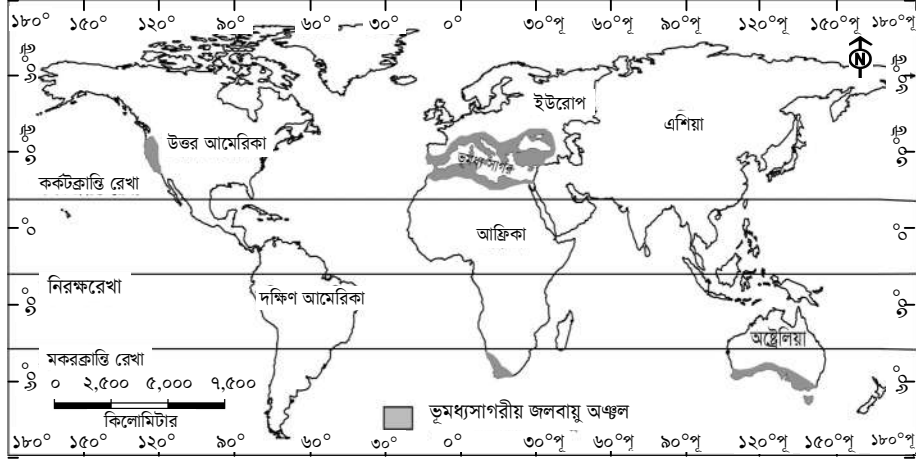 ১৮০° ১৫০° ১২০° ৯০° ৬০ ৩০ ০° ৩০°পূ ৬০°পূ ৯০°পূ ১২০° ১৫০°পূ ১৮০°পূ
N
ইউরোপ
এশিয়া
উত্তর আমেরিকা
ভূমধ্যসাগর
কর্কটক্রান্তি রেখা
আফ্রিকা
নিরক্ষরেখা
দক্ষিণ আমেরিকা
অষ্ট্রেলিয়া
মকরক্রান্তি রেখা
০ ২,৫০০ ৫,০০০ ৭,৫০০
কিলোমিটার
ভূমধ্যসাগরীয় জলবায়ু অঞ্চল
১৮০° ১৫০° ১২০° ৯০° ৬০ ৩০° ০° ৩০°পূ ৬০°পূ ৯০°পূ ১২০° ১৫০°পূ ১৮০°পূ